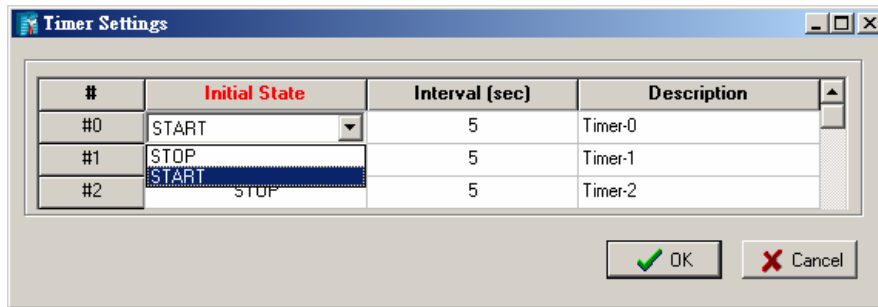 Timer Settings
# Initial State Interval (sec) Description
#0 START 5 Timer-0
#1 STOP 5 Timer-1
START
#2 STOP 5 Timer-2
OK Cancel